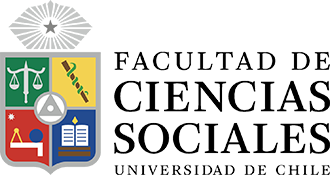 FACULTAD DE
CIENCIAS
SOCIALES
UNIVERSIDAD DE CHILE